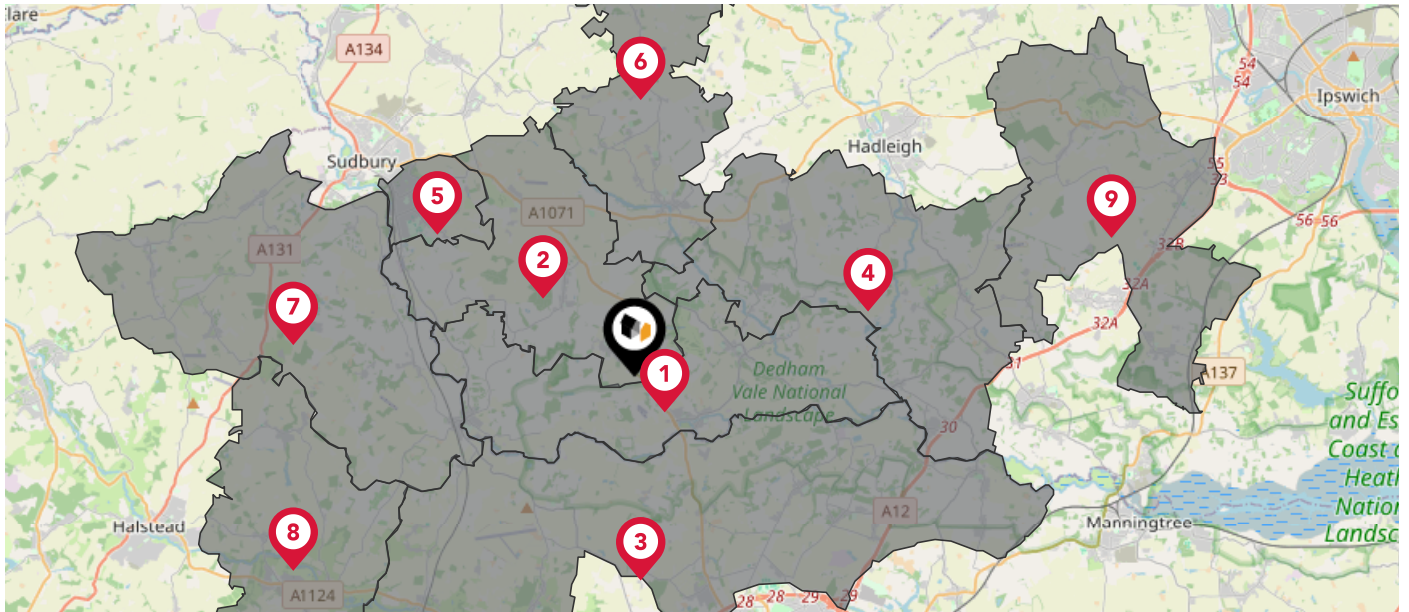 lare
A134
6
54
54
Ipswich
Hadleigh
Sudbury
55
33
5
A1071
9
56 56
32B
A131
2
4
32A
7
32A
1
31
A137
Dedham
Vale National
Landscape
Suffo
and Es
Coast a
Heath
Nation
Landsc
30
A12
Halstead
8
3
Manningtree
A1124
28 28 29 29